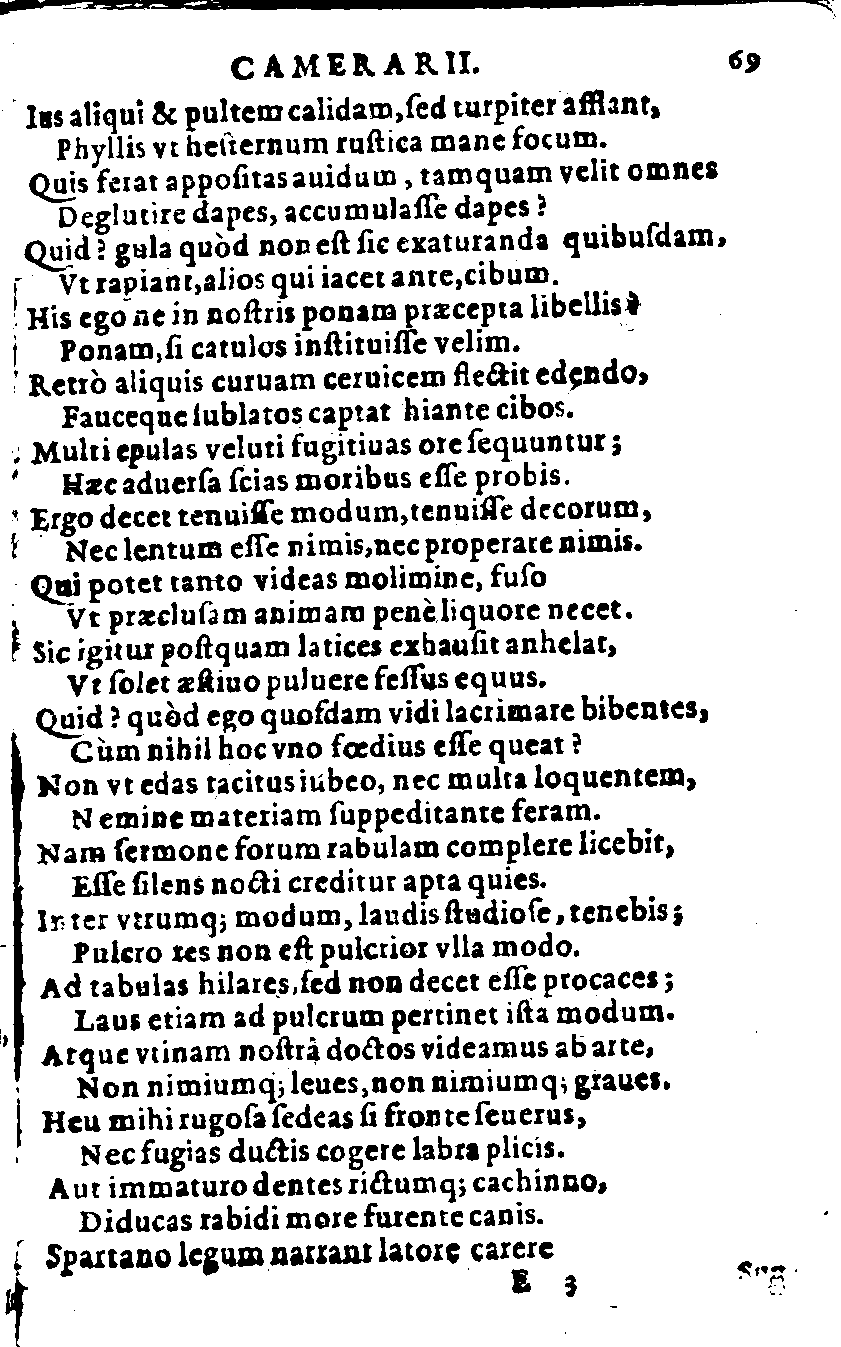 CAMERARII. 69
Ius aliqui & pultem calidam, sed turpiter afflant,
Phyllis vt hesternum rustica mane focum.
Quis ferat appositas auidum, tamquam velit omnes
Deglutire dapes, accumulasse dapes?
Quid? gula quòd non est sic exaturanda quibusdam,
Vt rapiant, alios qui iacet ante, cibum.
His ego ne in nostris ponam præcepta libellis?
Ponam, si catulos instituisse velim.
Retrò aliquis curuam ceruicem flectit edendo,
Fauceque sublatos captat hiante cibos.
Multi epulas veluti fugitiuas ore sequuntur;
Hæc aduersa scias moribus esse probis.
Ergo decet tenuisse modum, tenuisse decorum,
Nec lentum esse nimis, nec properare nimis.
Qui potet tanto videas molimine, fuso
Vt præclusam animam penè liquore necet.
Sic igitur postquam latices exhausit anhelat,
Vt solet æstiuo puluere fessus equus.
Quid? quòd ego quosdam vidi lacrimare bibentes,
Cùm nihil hoc vno fœdius esse queat?
Non vt edas tacitus iubeo, nec multa loquentem,
Nemine materiam suppeditante feram.
Nam sermone forum rabulam complere licebit,
Esse silens nocti creditur apta quies.
Inter vtrumq; modum, laudis studiose, tenebis;
Pulcro res non est pulcrior vlla modo.
Ad tabulas hilares, sed non decet esse procaces;
Laus etiam ad pulcrum pertinet ista modum.
Atque vtinam nostrâ doctos videamus ab arte,
Non nimiumq; leues, non nimiumq; graues.
Heu mihi rugosa sedeas si fronte seuerus,
Nec fugias ductis cogere labra plicis.
Aut immaturo dentes rictumq; cachinno,
Diducas rabidi more furente canis.
Spartano legum narrant latore carere
E 3